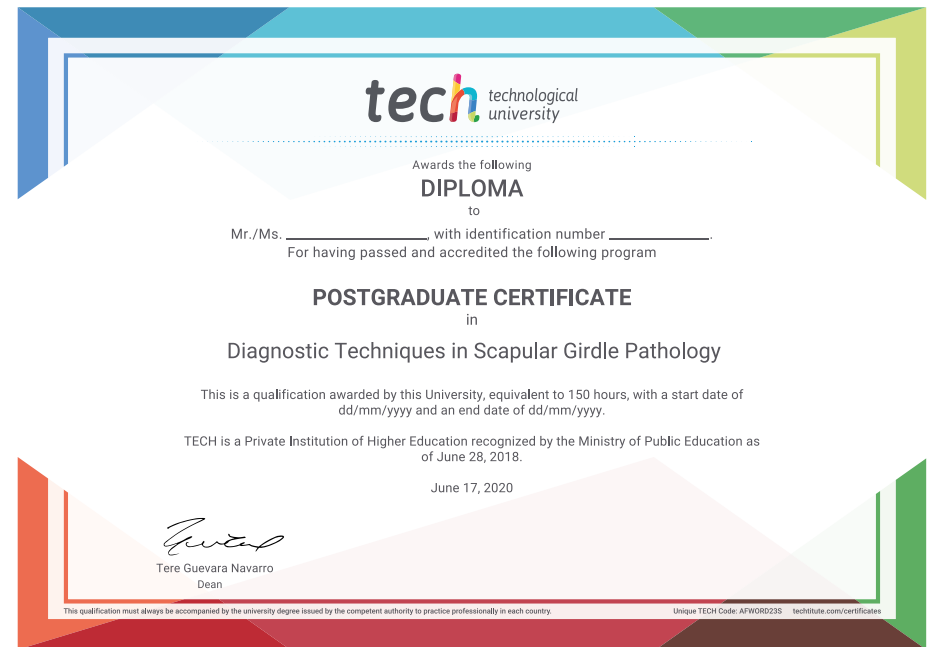 tech technological
university
Awards the following
DIPLOMA
to
Mr./Ms. ____________________, with identification number ______________.
For having passed and accredited the following program
POSTGRADUATE CERTIFICATE
in
Diagnostic Techniques in Scapular Girdle Pathology
This is a qualification awarded by this University, equivalent to 150 hours, with a start date of
dd/mm/yyyy and an end date of dd/mm/yyyy.
TECH is a Private Institution of Higher Education recognized by the Ministry of Public Education as
of June 28, 2018.
June 17, 2020
Tere Guevara Navarro
Dean
This qualification must always be accompanied by the university degree issued by the competent authority to practice professionally in each country.
Unique TECH Code: AFWORD23S techtitute.com/certificates